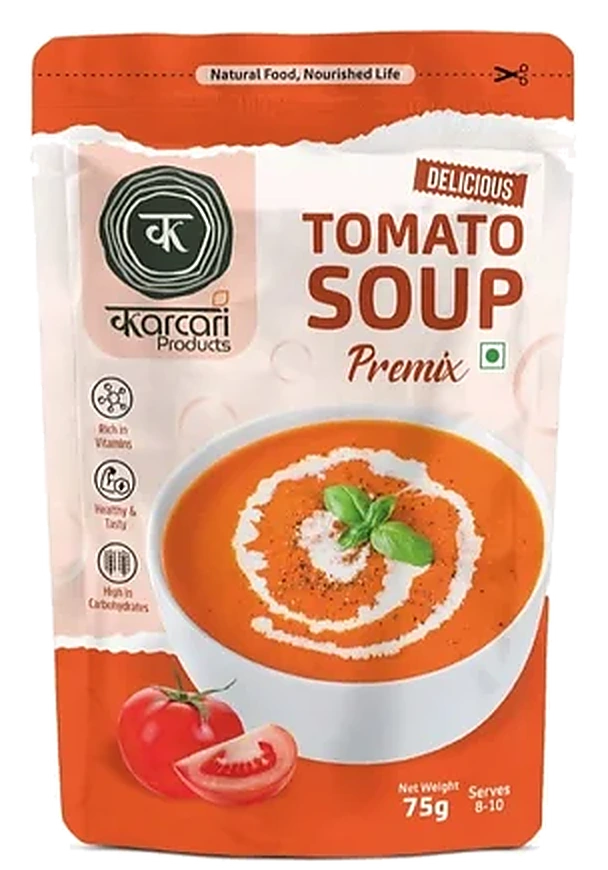 Natural Food, Nourished Life
क
karcari
Products
DELICIOUS
TOMATO
SOUP
Premix
Rich in
Vitamins
Healthy &
Tasty
High in
Carbohydrates
Net Weight
75g
Serves
8-10